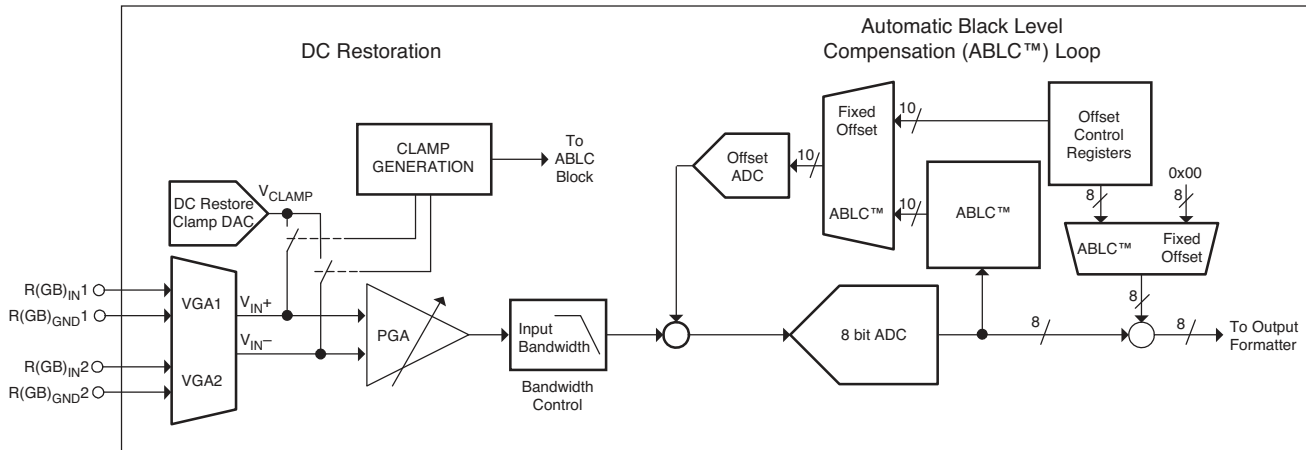 DC Restoration
Automatic Black Level
Compensation (ABLC™) Loop
CLAMP
GENERATION
To
ABLC
Block
DC Restore
Clamp DAC
VCLAMP
Offset
ADC
10
Fixed
Offset
ABLC™
10
10
ABLC™
Offset
Control
Registers
8
0x00
8
ABLC™
Fixed
Offset
8
R(GB)IN1
R(GB)GND1
R(GB)IN2
R(GB)GND2
VGA1
VGA2
VIN+
VIN−
PGA
Input
Bandwidth
Bandwidth
Control
8 bit ADC
8
8
To Output
Formatter